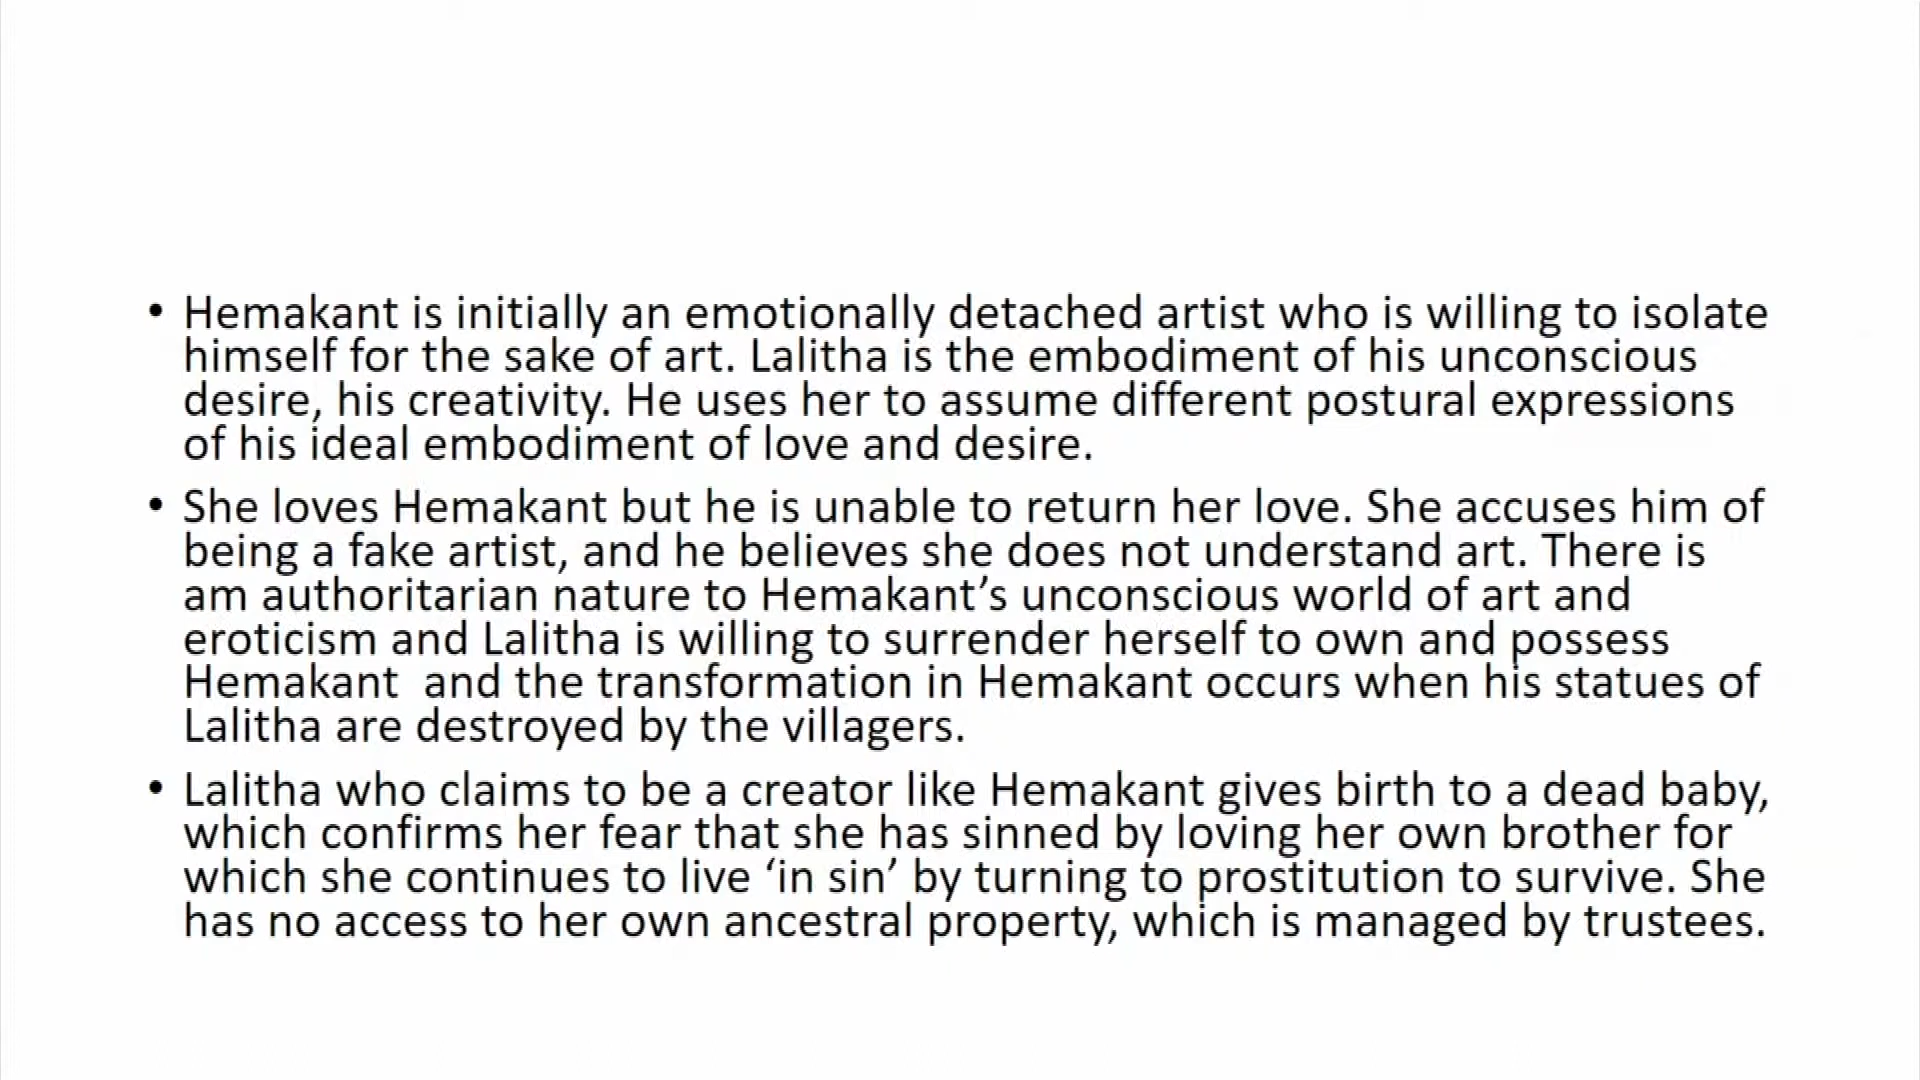 • Hemakant is initially an emotionally detached artist who is willing to isolate
himself for the sake of art. Lalitha is the embodiment of his unconscious
desire, his creativity. He uses her to assume different postural expressions
of his ideal embodiment of love and desire.
• She loves Hemakant but he is unable to return her love. She accuses him of
being a fake artist, and he believes she does not understand art. There is
am authoritarian nature to Hemakant’s unconscious world of art and
eroticism and Lalitha is willing to surrender herself to own and possess
Hemakant  and the transformation in Hemakant occurs when his statues of
Lalitha are destroyed by the villagers.
• Lalitha who claims to be a creator like Hemakant gives birth to a dead baby,
which confirms her fear that she has sinned by loving her own brother for
which she continues to live ‘in sin’ by turning to prostitution to survive. She
has no access to her own ancestral property, which is managed by trustees.